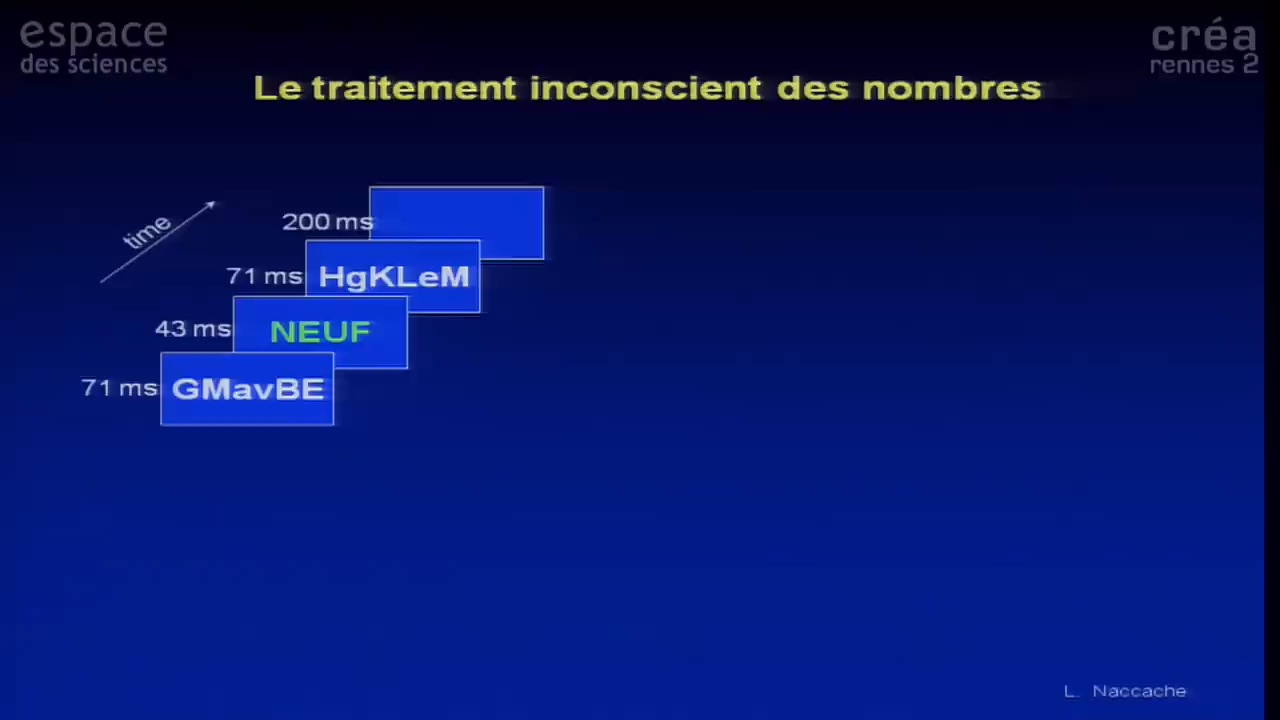 espace
des sciences
créa
rennes 2
Le traitement inconscient des nombres
time
200 ms
71 ms
HgKLeM
43 ms
NEUF
71 ms
GMavBE
L. Naccache